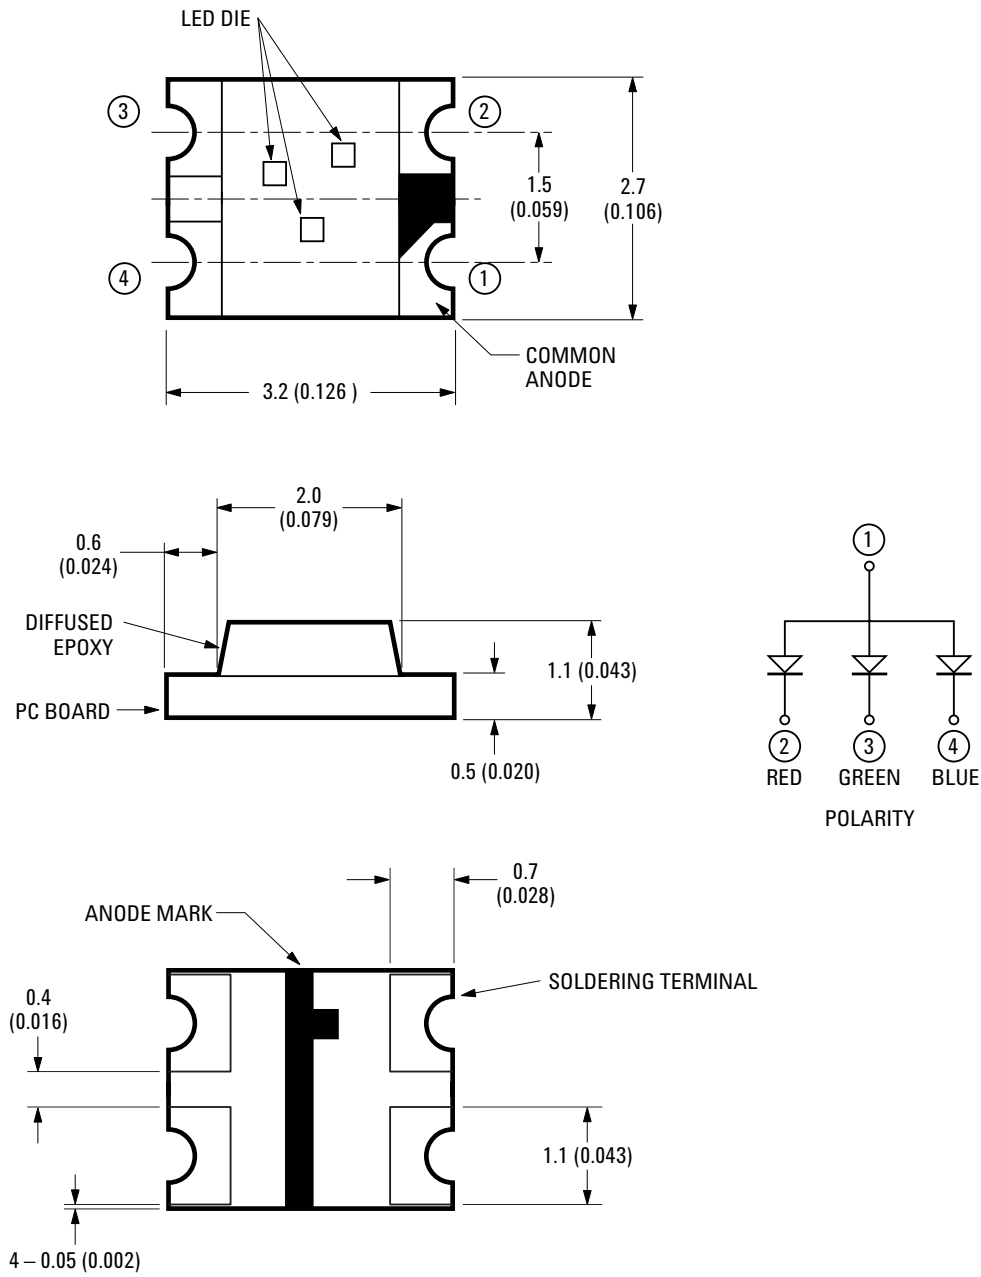 LED DIE
3
2
1.5
(0.059)
2.7
(0.106)
4
1
COMMON
ANODE
3.2 (0.126 )
2.0
(0.079)
0.6
(0.024)
DIFFUSED
EPOXY
1.1 (0.043)
PC BOARD
0.5 (0.020)
1
2
3
4
RED
GREEN
BLUE
POLARITY
0.7
(0.028)
ANODE MARK
SOLDERING TERMINAL
0.4
(0.016)
1.1 (0.043)
4 – 0.05 (0.002)